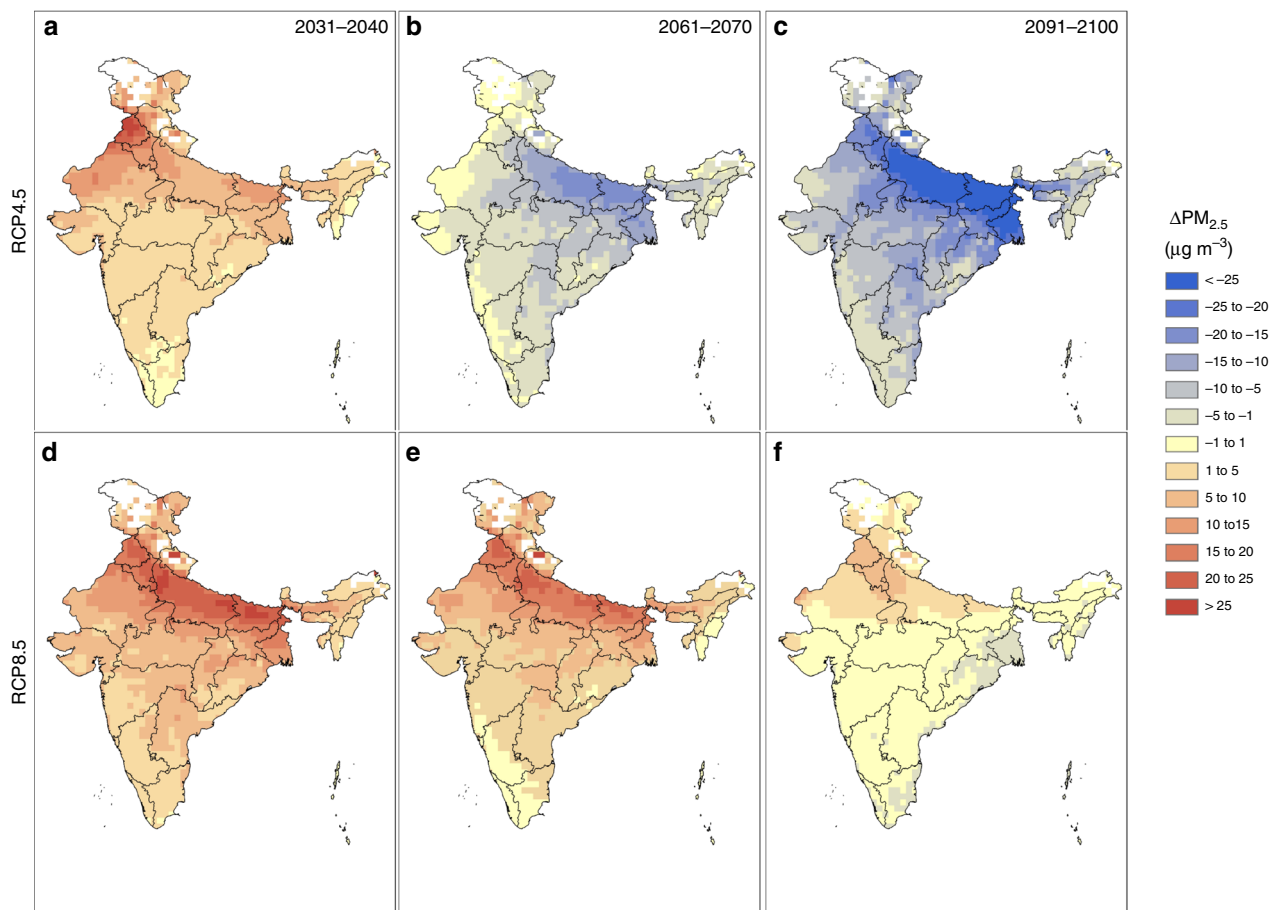 a 2031–2040
b 2061–2070
c 2091–2100
RCP4.5
d
e
f
RCP8.5
ΔPM2.5
(μg m–3)
< –25
–25 to –20
–20 to –15
–15 to –10
–10 to –5
–5 to –1
–1 to 1
1 to 5
5 to 10
10 to15
15 to 20
20 to 25
> 25